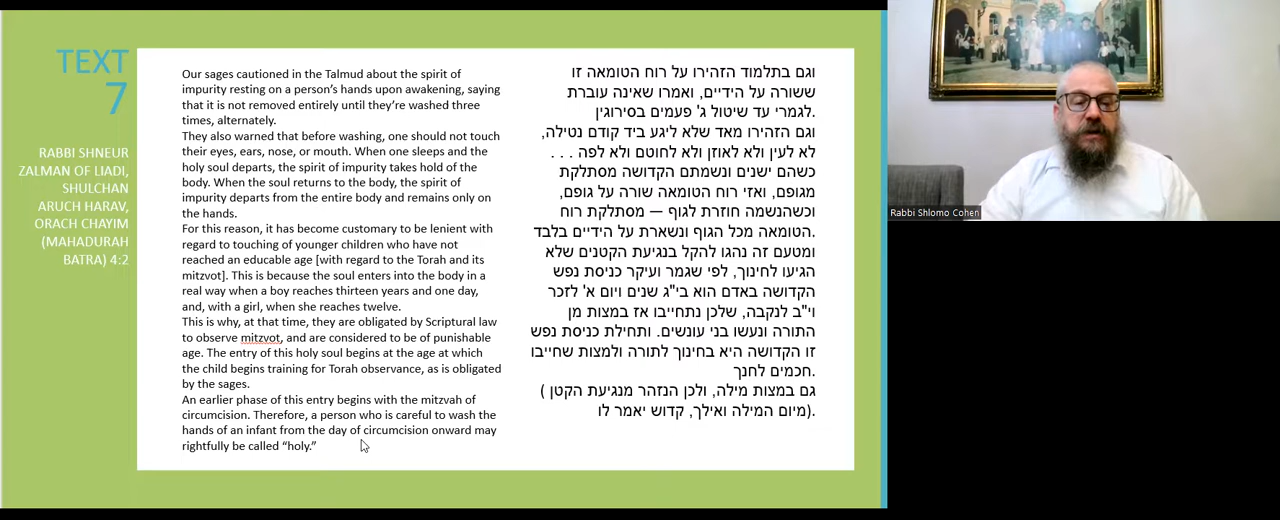 TEXT
7
RABBI SHNEUR
ZALMAN OF LIADI,
SHULCHAN
ARUCH HARAV,
ORACH CHAYIM
(MAHADURAH
BATRA) 4:2
Our sages cautioned in the Talmud about the spirit of
impurity resting on a person's hands upon awakening, saying
that it is not removed entirely until they're washed three
times, alternately.
They also warned that before washing, one should not touch
their eyes, ears, nose, or mouth. When one sleeps and the
holy soul departs, the spirit of impurity takes hold of the
body. When the soul returns to the body, the spirit of
impurity departs from the entire body and remains only on
the hands.
For this reason, it has become customary to be lenient with
regard to touching of younger children who have not
reached an educable age [with regard to the Torah and its
mitzvot]. This is because the soul enters into the body in a
real way when a boy reaches thirteen years and one day,
and, with a girl, when she reaches twelve.
This is why, at that time, they are obligated by Scriptural law
to observe mitzvot, and are considered to be of punishable
age. The entry of this holy soul begins at the age at which
the child begins training for Torah observance, as is obligated
by the sages.
An earlier phase of this entry begins with the mitzvah of
circumcision. Therefore, a person who is careful to wash the
hands of an infant from the day of circumcision onward may
rightfully be called “holy.”
וגם בתלמוד הזהירו על רוח הטומאה זו
ששורה על הידיים, ואמרו שאינה עוברת
לגמרי עד שיטול ג' פעמים בסירוגין.
וגם הזהירו מאד שלא ליגע ביד קודם נטילה,
לא לעין ולא לאוזן ולא לחוטם ולא לפה . . .
כשהם ישנים ונשמתם הקדושה מסתלקת
מגופם, ואזי רוח הטומאה שורה על גופם,
וכשהנשמה חוזרת לגוף — מסתלקת רוח
הטומאה מכל הגוף ונשארת על הידיים בלבד.
ומטעם זה נהגו להקל בנגיעת הקטנים שלא
הגיעו לחינוך, לפי שגמר ועיקר כניסת נפש
הקדושה באדם הוא בי"ג שנים ויום א' לזכר
וי"ב לנקבה, שלכן נתחייבו אז במצות מן
התורה ונעשו בני עונשים. ותחילת כניסת נפש
זו הקדושה היא בחינוך לתורה ולמצות שחייבו
חכמים לחנך.
גם במצות מילה, ולכן הנזהר מנגיעת הקטן (
מיום המילה ואילך, קדוש יאמר לו).
Rabbi Shlomo Cohen